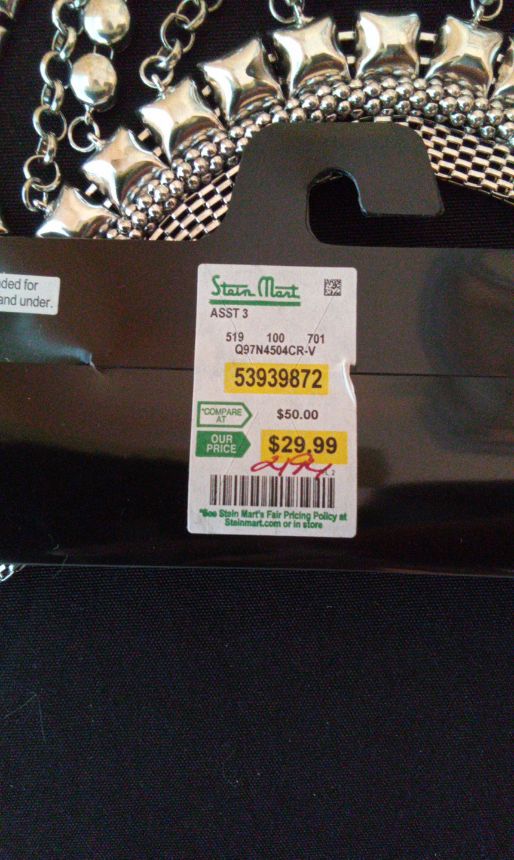 ded for
and under.
Stein Mart
ASST 3
519 100 701
Q97N4504CR-V
53939872
*COMPARE AT
$50.00
OUR PRICE
$29.99
*See Stein Mart's Fair Pricing Policy at
Steinmart.com or in store